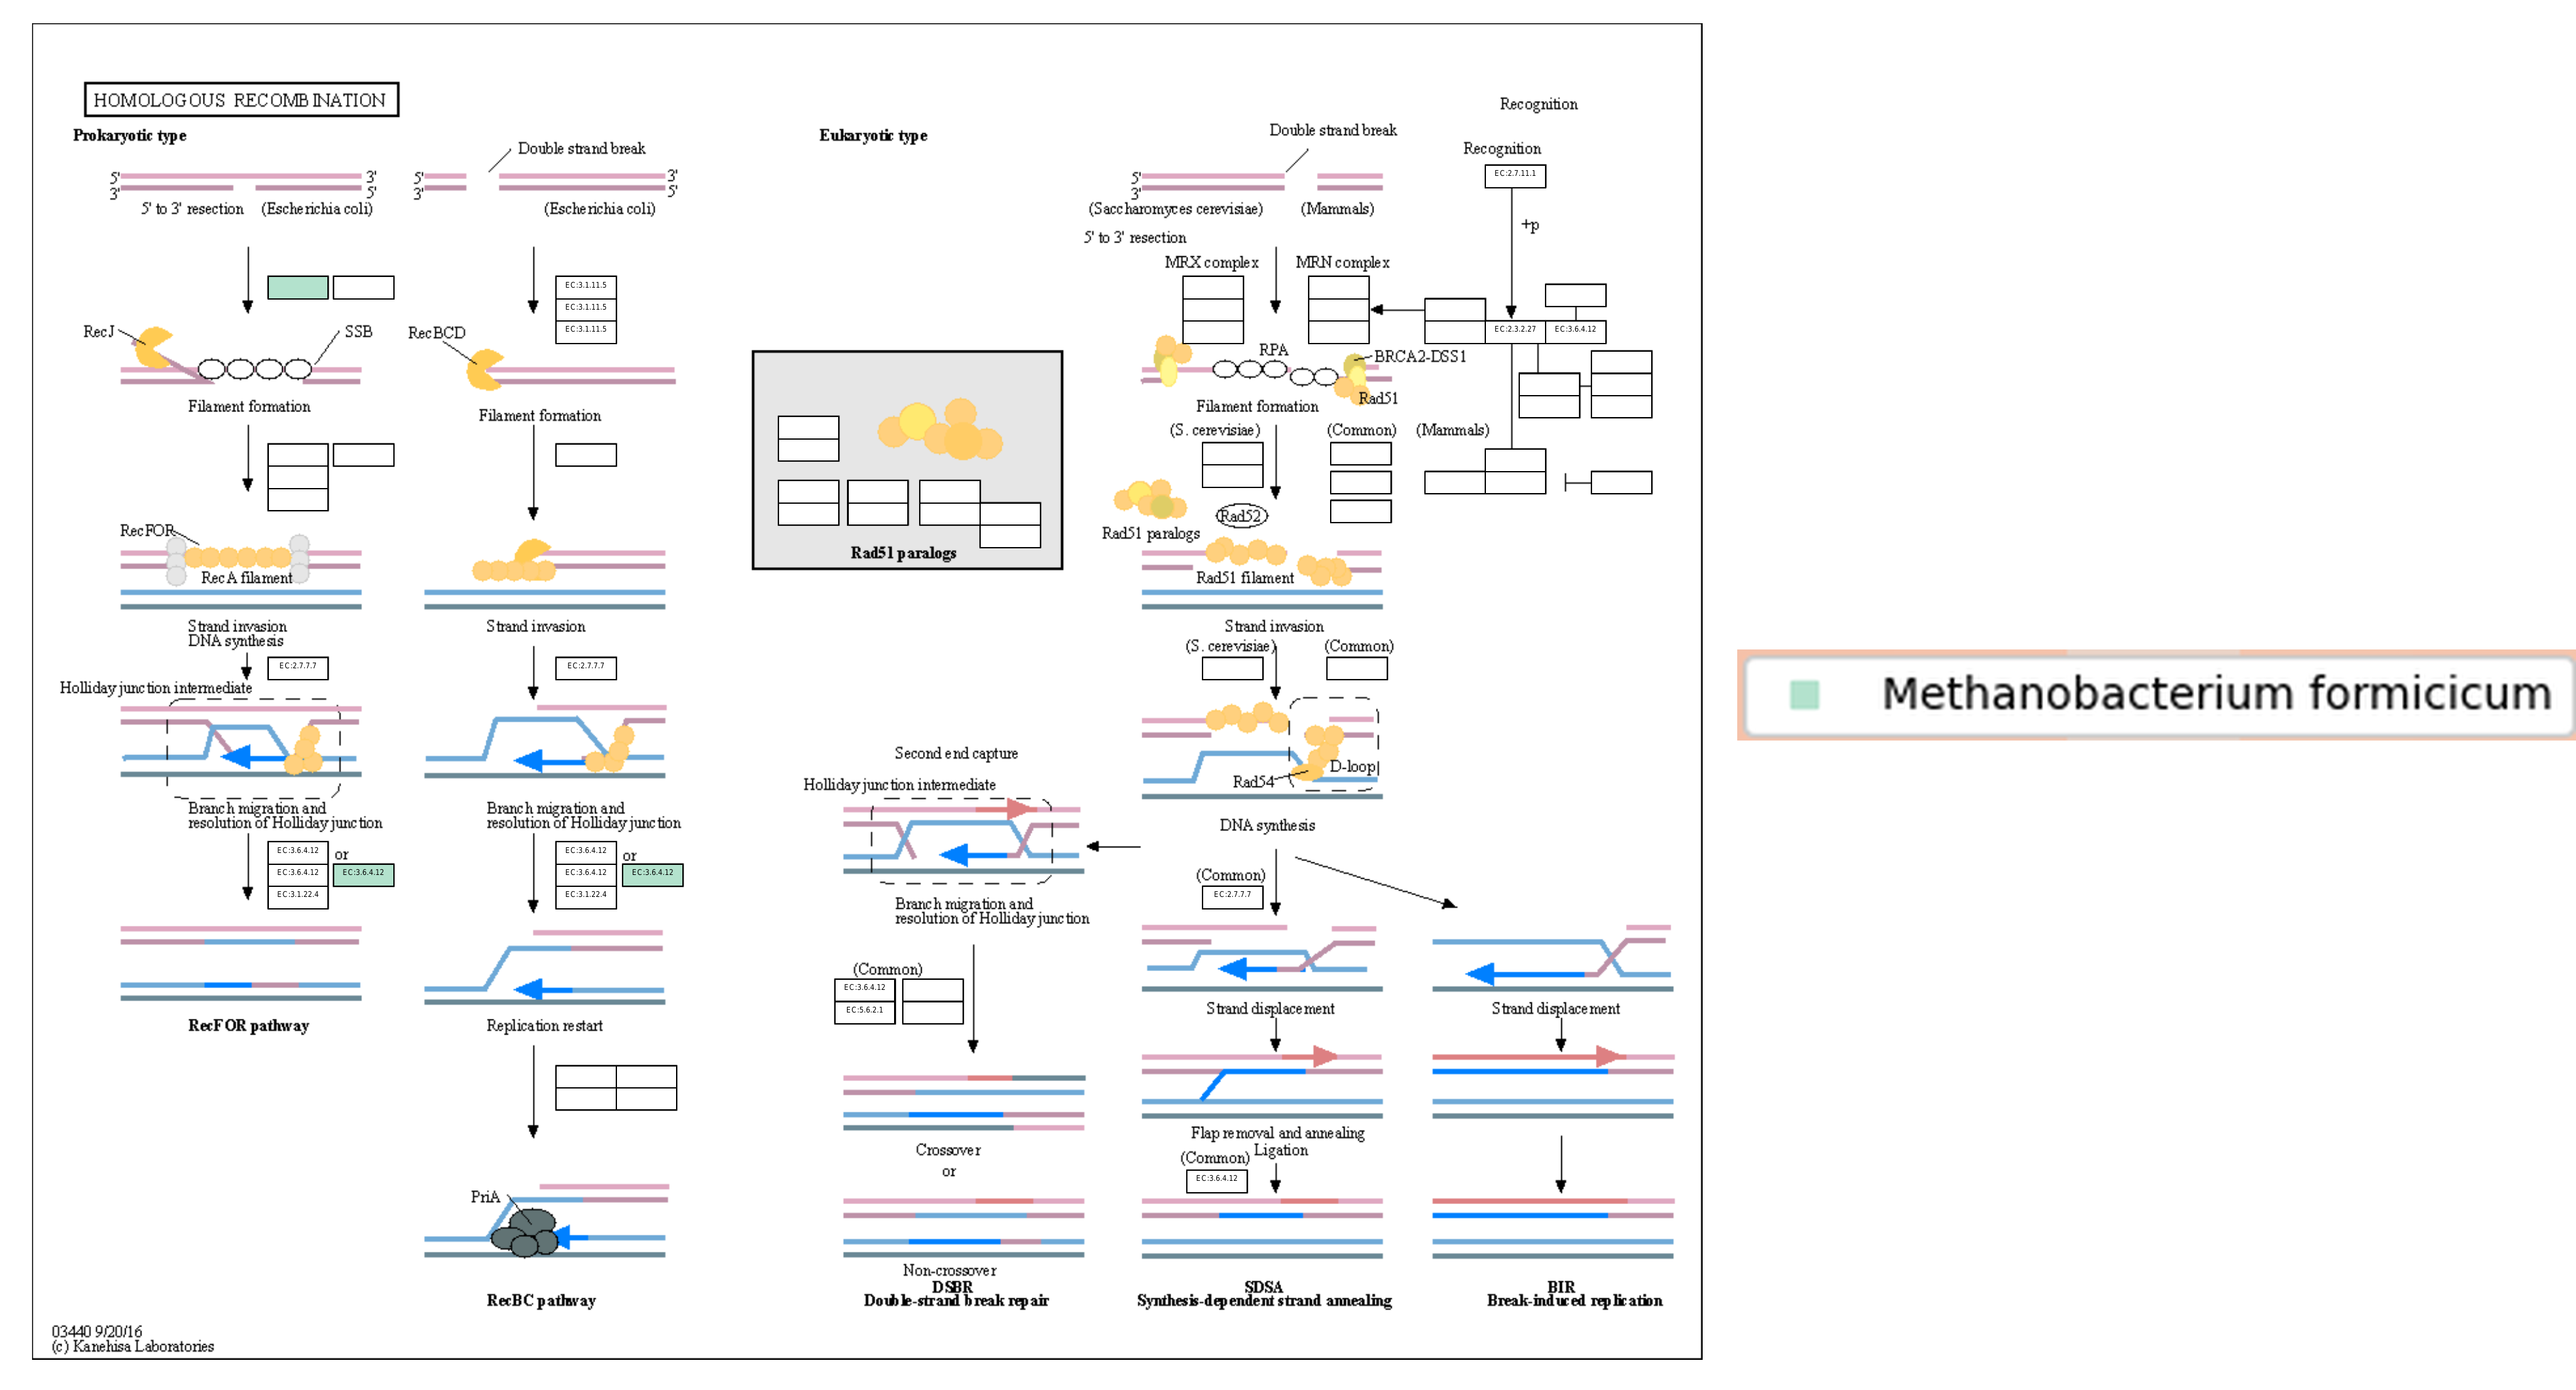 HOMOLOGOUS RECOMBINATION
Prokaryotic type
5'
3'
3'
5'
5' to 3' resection
(Escherichia coli)
RecJ
SSB
Filament formation
RecFOR
RecA filament
Strand invasion
DNA synthesis
EC:2.7.7.7
Holliday junction intermediate
Branch migration and
resolution of Holliday junction
EC:3.6.4.12
or
EC:3.6.4.12
EC:3.6.4.12
EC:3.1.22.4
RecFOR pathway
Double strand break
5'
3'
3'
5'
(Escherichia coli)
EC:3.1.11.5
EC:3.1.11.5
EC:3.1.11.5
RecBCD
Filament formation
Strand invasion
EC:2.7.7.7
Branch migration and
resolution of Holliday junction
EC:3.6.4.12
or
EC:3.6.4.12
EC:3.6.4.12
EC:3.1.22.4
Replication restart
PriA
RecBC pathway
Eukaryotic type
Rad51 paralogs
Double strand break
5'
3'
(Saccharomyces cerevisiae)
(Mammals)
5' to 3' resection
MRX complex
MRN complex
RPA
BRCA2-DSS1
Rad51
Filament formation
(S. cerevisiae)
(Common)
(Mammals)
Rad52
Rad51 paralogs
Rad51 filament
Strand invasion
(S. cerevisiae)
(Common)
Rad54
D-loop
DNA synthesis
Recognition
Recognition
EC:2.7.11.1
+p
EC:2.3.2.27
EC:3.6.4.12
Second end capture
Holliday junction intermediate
Branch migration and
resolution of Holliday junction
(Common)
EC:3.6.4.12
EC:5.6.2.1
Crossover
or
Non-crossover
DSBR
Double-strand break repair
(Common)
EC:2.7.7.7
Strand displacement
Flap removal and annealing
Ligation
(Common)
EC:3.6.4.12
SDSA
Synthesis-dependent strand annealing
Strand displacement
BIR
Break-induced replication
03440 9/20/16
(c) Kanehisa Laboratories
Methanobacterium formicicum